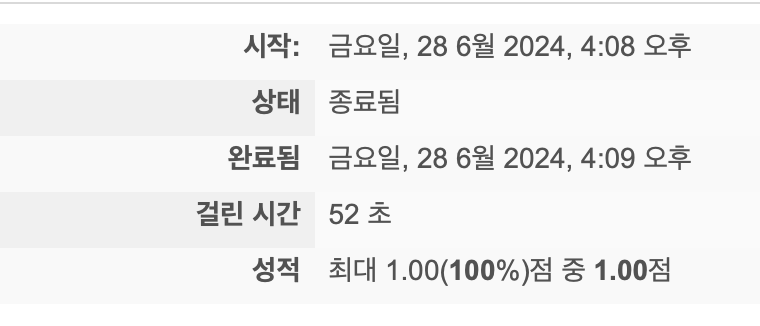 시작: 금요일, 28 6월 2024, 4:08 오후
상태 종료됨
완료됨 금요일, 28 6월 2024, 4:09 오후
걸린 시간 52 초
성적 최대 1.00(100%)점 중 1.00점